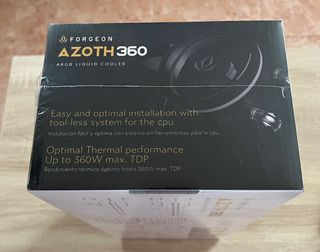 FORGEON
AZOTH 360
ARGB LIQUID COOLER
Easy and optimal installation with
tool-less system for the cpu
Instalación fácil y óptima con sistema sin herramientas para la cpu
Optimal Thermal performance
Up to 360W max. TDP
Rendimiento térmico óptimo hasta 360W max. TDP